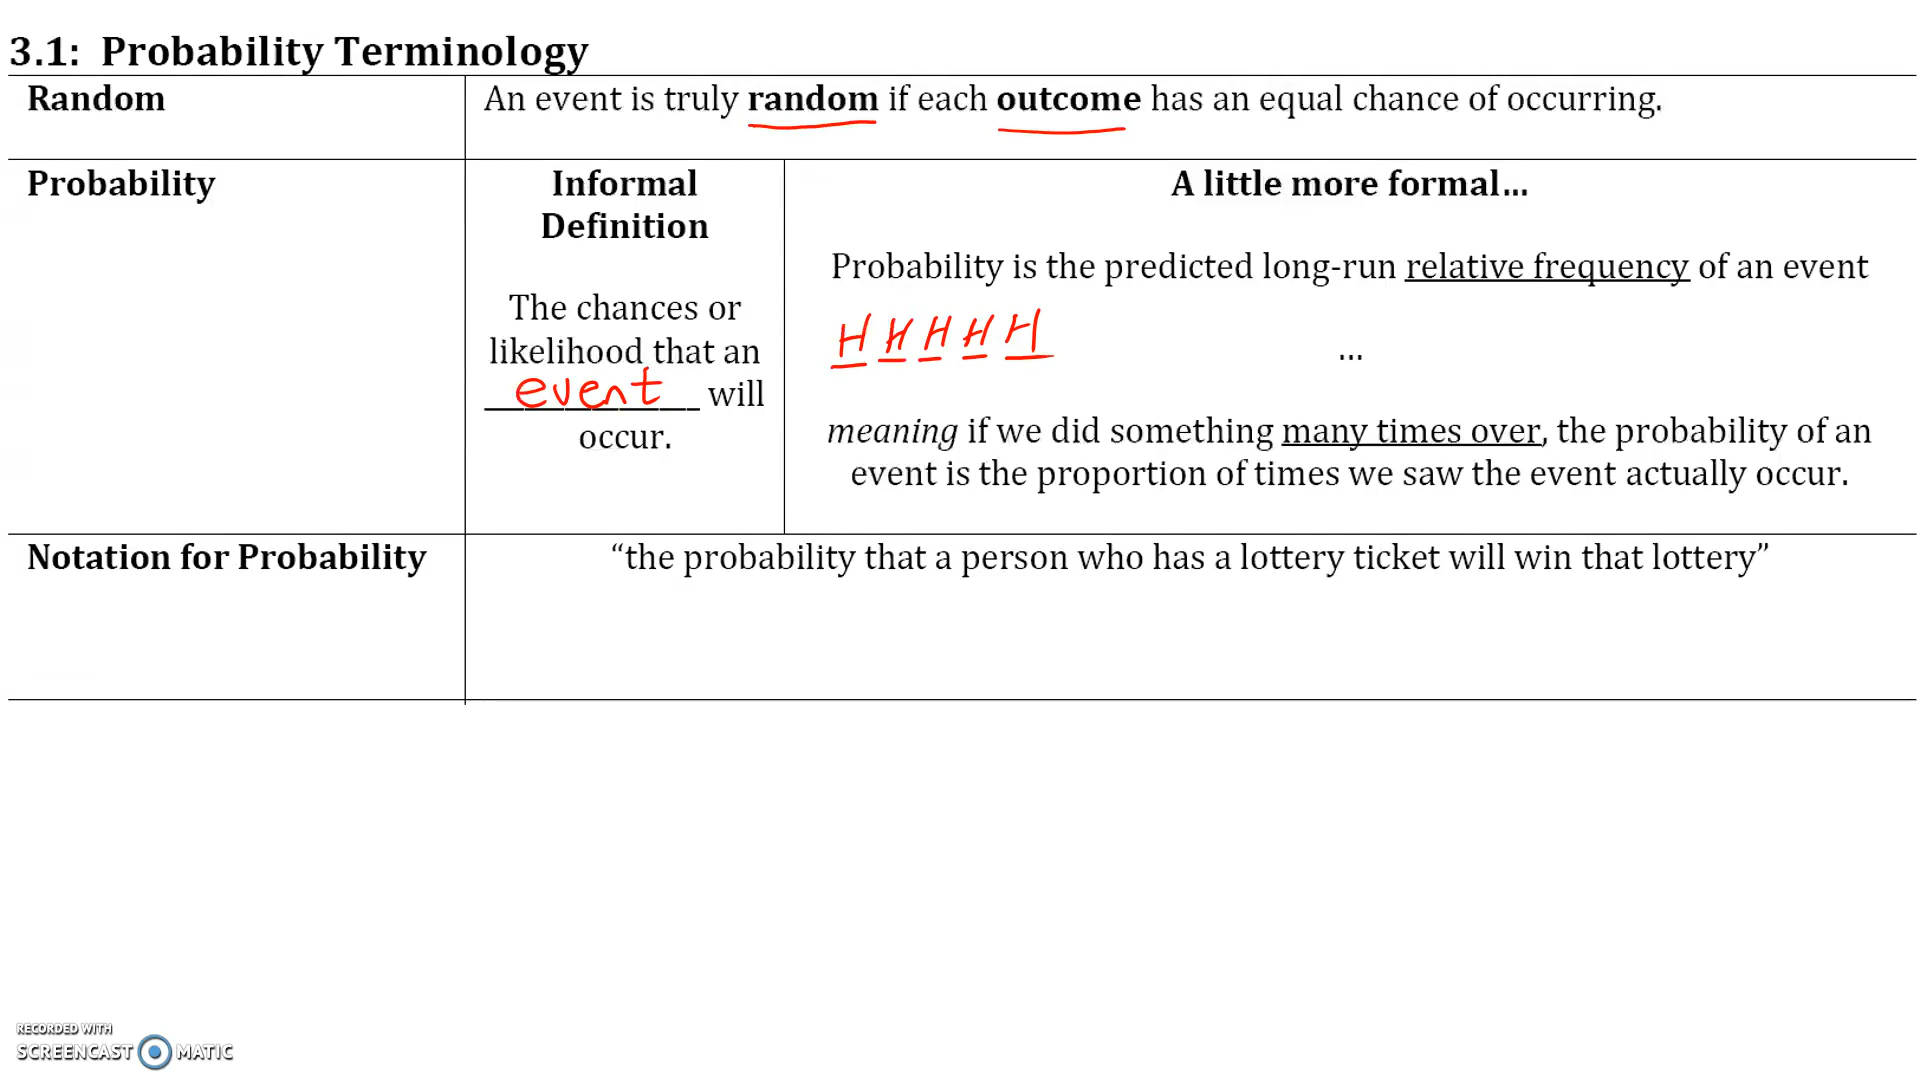 3.1: Probability Terminology
Random
An event is truly random if each outcome has an equal chance of occurring.
Probability
Informal
Definition
The chances or
likelihood that an
event will
occur.
A little more formal...
Probability is the predicted long-run relative frequency of an event
H H H H H
...
meaning if we did something many times over, the probability of an
event is the proportion of times we saw the event actually occur.
Notation for Probability
“the probability that a person who has a lottery ticket will win that lottery”
RECORDED WITH
SCREENCAST MATIC